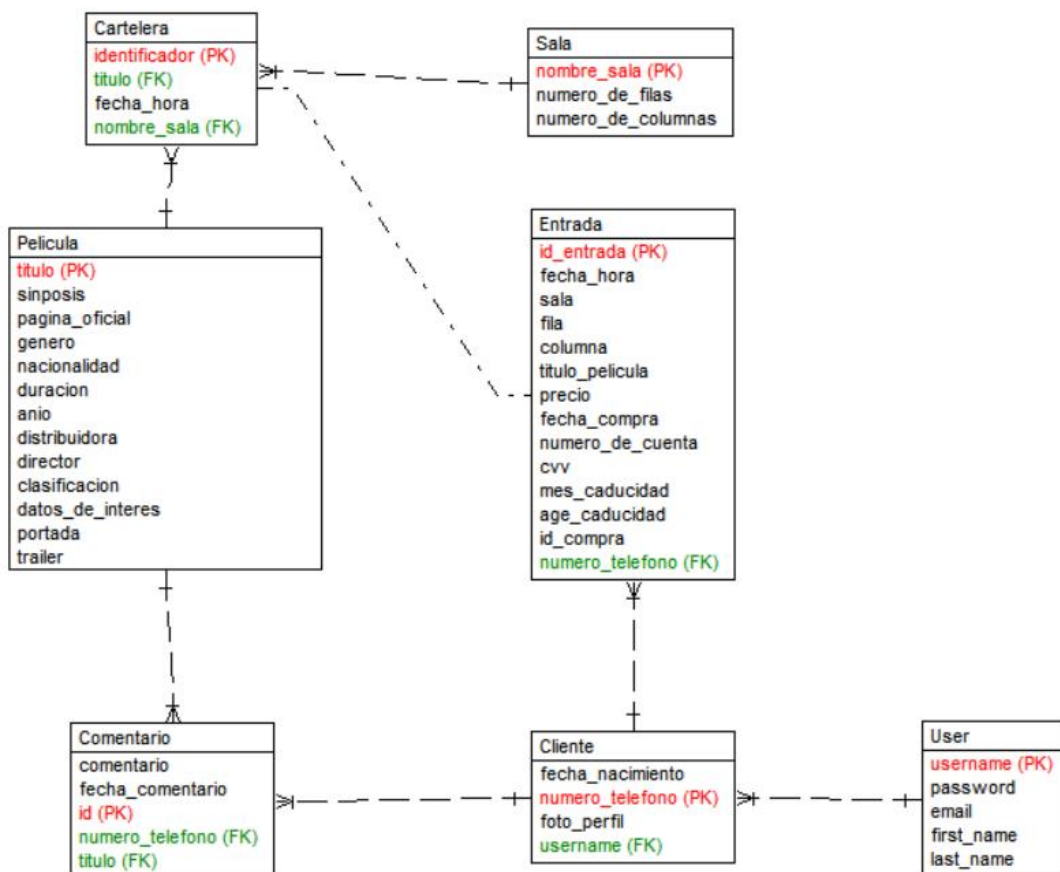 Cartelera
identificador (PK)
titulo (FK)
fecha_hora
nombre_sala (FK)
Sala
nombre_sala (PK)
numero_de_filas
numero_de_columnas
Pelicula
titulo (PK)
sinposis
pagina_oficial
genero
nacionalidad
duracion
anio
distribuidora
director
clasificacion
datos_de_interes
portada
trailer
Entrada
id_entrada (PK)
fecha_hora
sala
fila
columna
titulo_pelicula
precio
fecha_compra
numero_de_cuenta
cvv
mes_caducidad
age_caducidad
id_compra
numero_telefono (FK)
Comentario
comentario
fecha_comentario
id (PK)
numero_telefono (FK)
titulo (FK)
Cliente
fecha_nacimiento
numero_telefono (PK)
foto_perfil
username (FK)
User
username (PK)
password
email
first_name
last_name